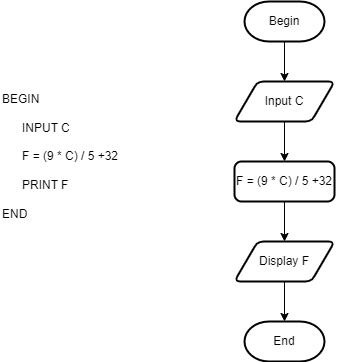 BEGIN
INPUT C
F = (9 * C) / 5 +32
PRINT F
END
Begin
Input C
F = (9 * C) / 5 +32
Display F
End